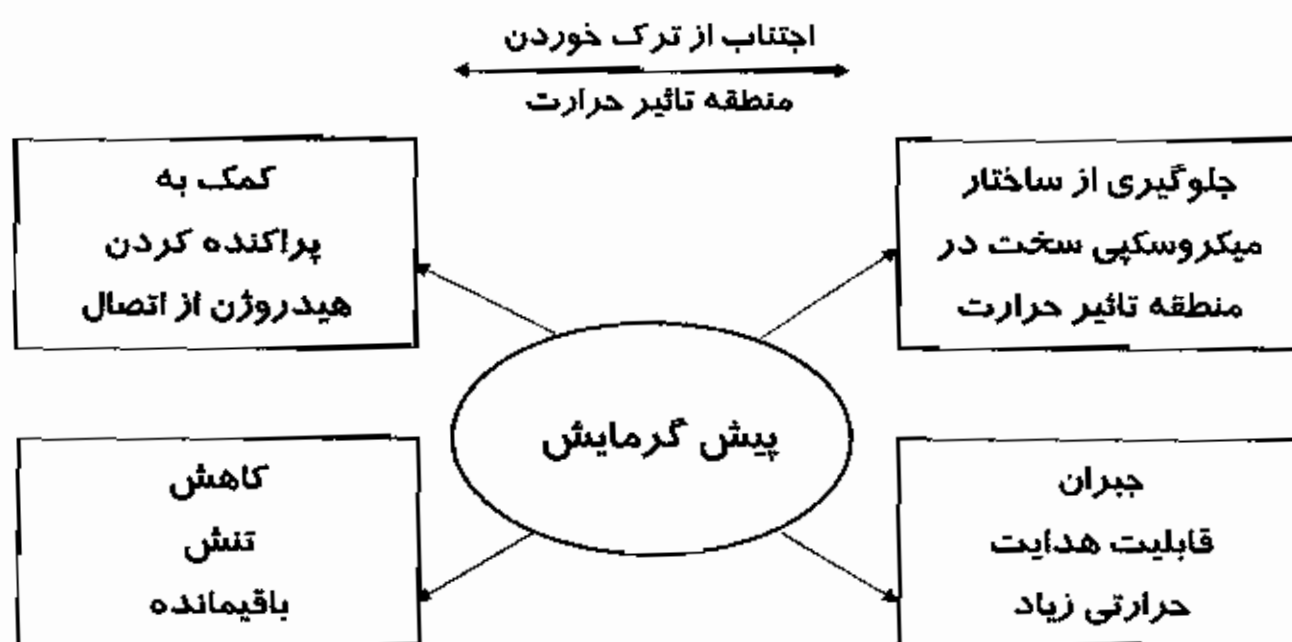 اجتناب از ترک خوردن
منطقه تاثیر حرارت
جلوگیری از ساختار
میکروسکپی سخت در
منطقه تاثیر حرارت
کمک به
پراکنده کردن
هیدروژن از اتصال
پیش گرمایش
جبران
قابلیت هدایت
حرارتی زیاد
کاهش
تنش
باقیمانده